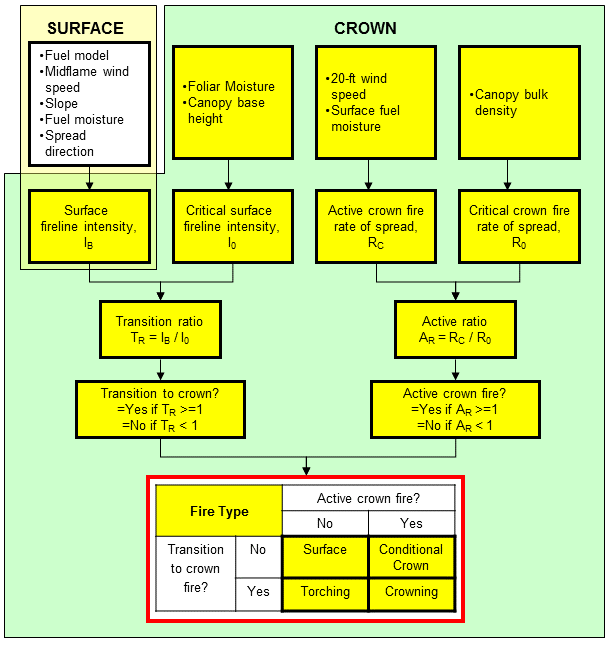 SURFACE
CROWN
•Fuel model
•Midflame wind
speed
•Slope
•Fuel moisture
•Spread
direction
•Foliar Moisture
•Canopy base
height
•20-ft wind
speed
•Surface fuel
moisture
•Canopy bulk
density
Surface
fireline intensity,
I_B
Critical surface
fireline intensity,
I_0
Active crown fire
rate of spread,
R_C
Critical crown fire
rate of spread,
R_0
Transition ratio
T_R = I_B / I_0
Active ratio
A_R = R_C / R_0
Transition to crown?
=Yes if T_R >=1
=No if T_R < 1
Active crown fire?
=Yes if A_R >=1
=No if A_R < 1
Fire Type
Active crown fire?
No
Yes
Transition
to crown
fire?
No
Surface
Conditional
Crown
Yes
Torching
Crowning